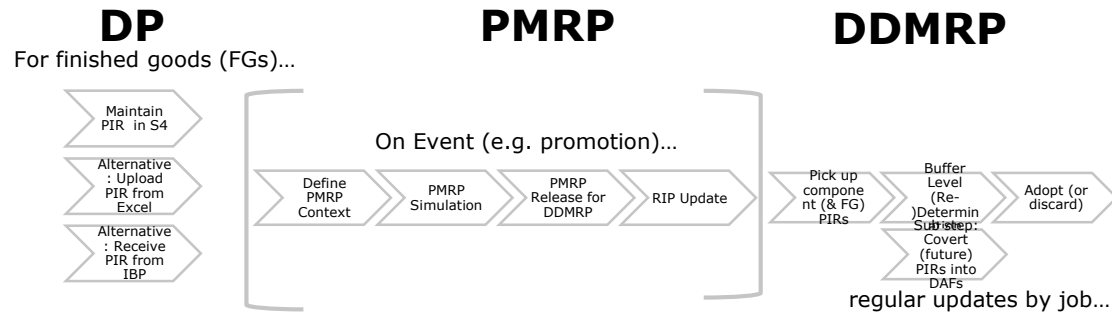 DP
For finished goods (FGs)…
Maintain
PIR in S4
Alternative
: Upload
PIR from
Excel
Alternative
: Receive
PIR from
IBP
PMRP
On Event (e.g. promotion)…
Define
PMRP
Context
PMRP
Simulation
PMRP
Release for
DDMRP
RIP Update
DDMRP
Pick up
compone
nt (& FG)
PIRs
Buffer
Level
(Re-
)Determin
Sub step:
Covert
(future)
PIRs into
DAFs
Adopt (or
discard)
regular updates by job…